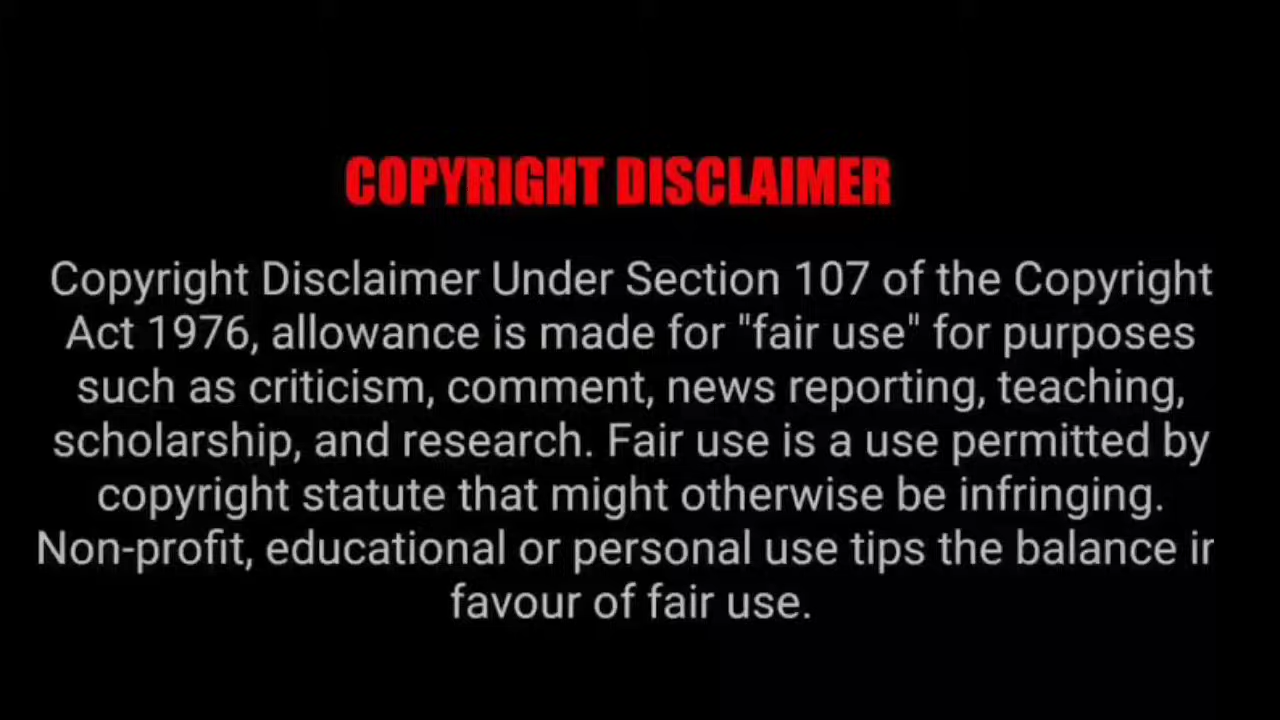 COPYRIGHT DISCLAIMER
Copyright Disclaimer Under Section 107 of the Copyright
Act 1976, allowance is made for "fair use" for purposes
such as criticism, comment, news reporting, teaching,
scholarship, and research. Fair use is a use permitted by
copyright statute that might otherwise be infringing.
Non-profit, educational or personal use tips the balance
favour of fair use.